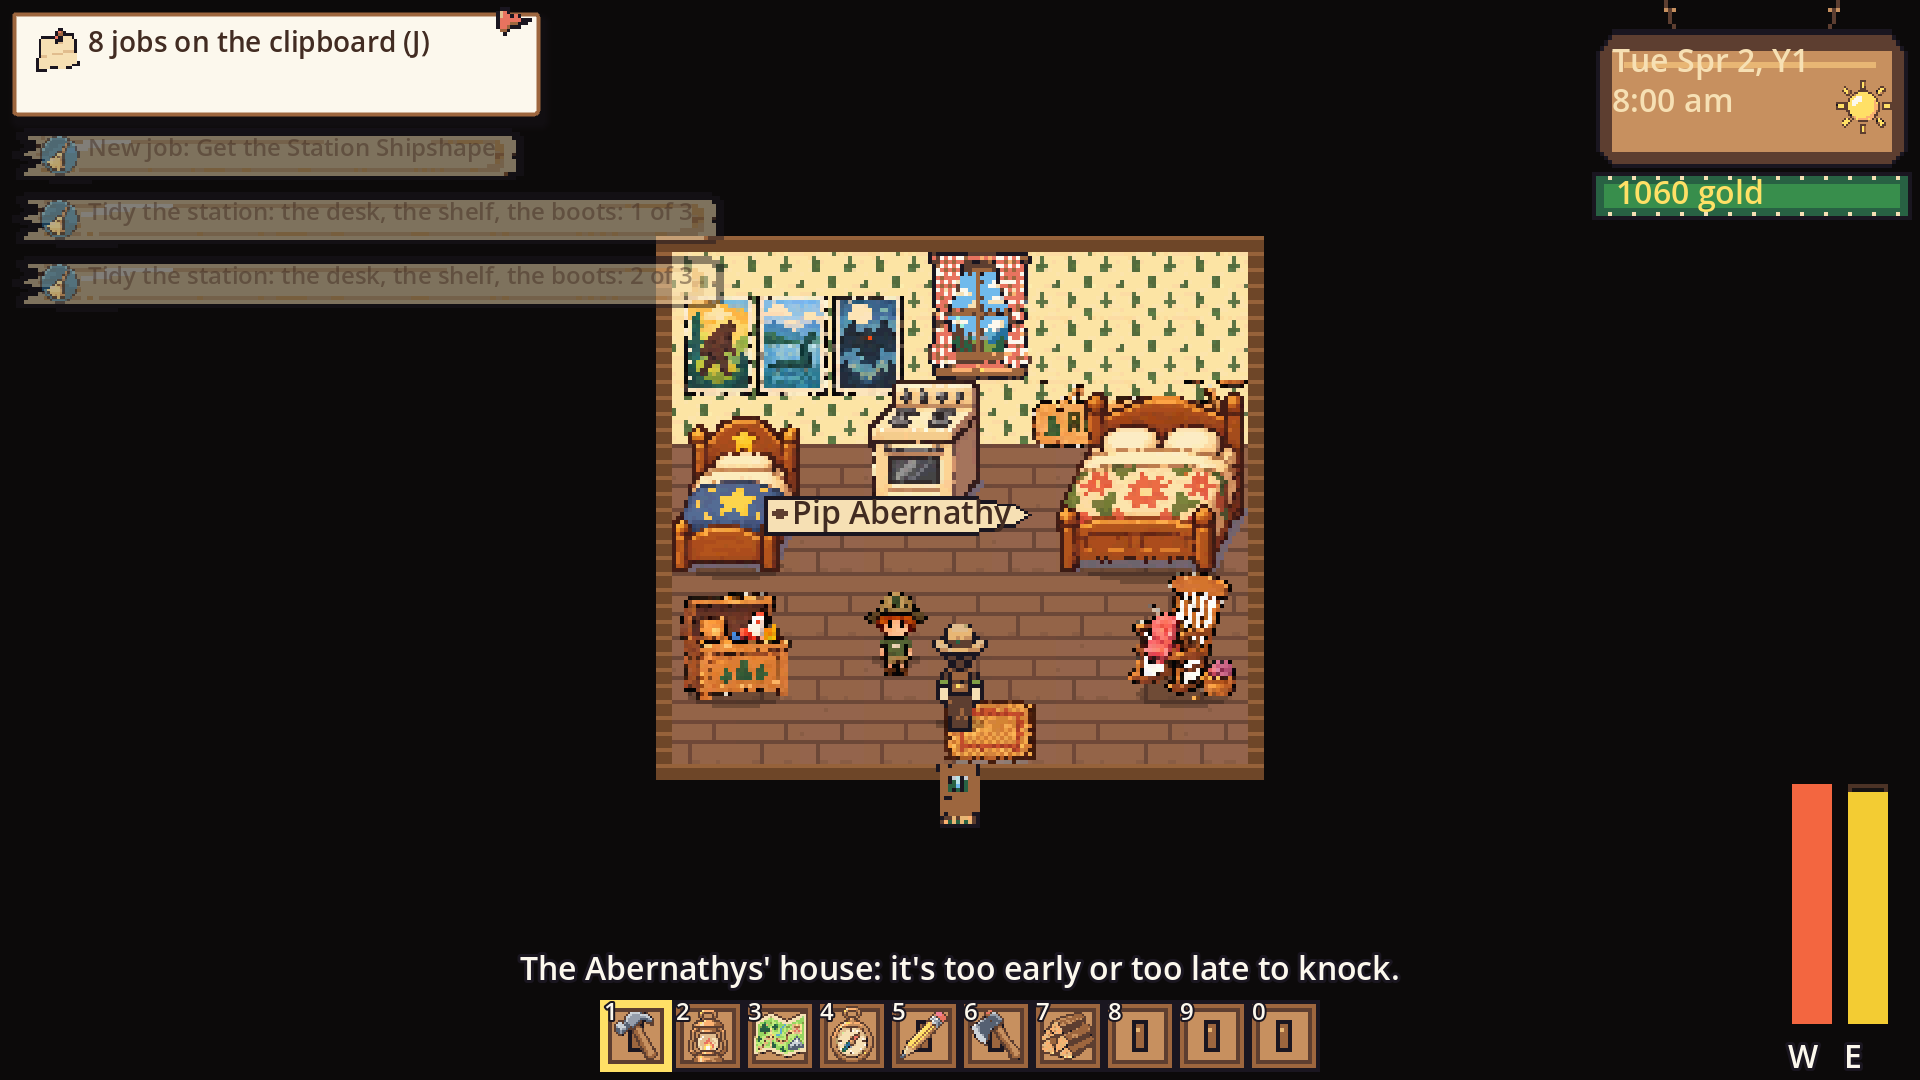 8 jobs on the clipboard (J)
Tue Spr 2, Y1
8:00 am
1060 gold
New job: Get the Station Shipshape
Tidy the station: the desk, the shelf, the boots: 1 of 3
Tidy the station: the desk, the shelf, the boots: 2 of 3
Pip Abernathy
The Abernathys' house: it's too early or too late to knock.
1 2 3 4 5 6 7 8 9 0
W E